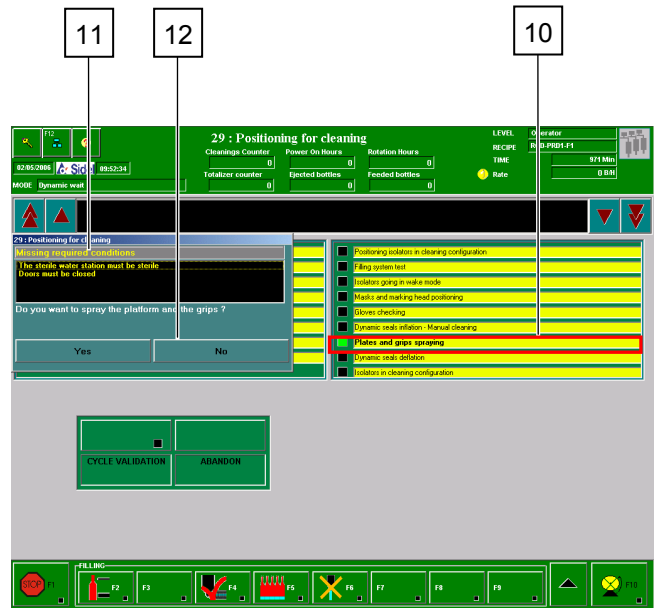 11
12
10
F12
29 : Positioning for cleaning
Cleanings Counter
Power On Hours
Rotation Hours
0
0
0
Totalizer counter
Ejected bottles
Feeded bottles
0
0
0
LEVEL Operator
RECIPE
TIME 971 Min
Rate 0 B/H
02/05/2006 Sidel 09:52:34
MODE Dynamic wait
29 : Positioning for cleaning
Missing required conditions
The sterile water station must be sterile
Doors must be closed
Do you want to spray the platform and the grips ?
Yes No
Positioning isolators in cleaning configuration
Filling system test
Isolators going in wake mode
Masks and marking head positioning
Gloves checking
Dynamic seals inflation - Manual cleaning
Plates and grips spraying
Dynamic seals deflation
Isolators in cleaning configuration
CYCLE VALIDATION ABANDON
FILLING
STOP F1 F2 F3 F4 F5 F6 F7 F8 F9 F10